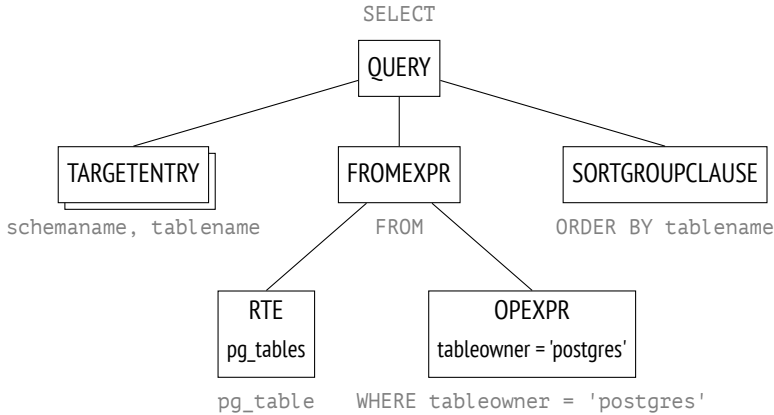 SELECT
QUERY
TARGETENTRY
FROMEXPR
SORTGROUPCLAUSE
schemaname, tablename
FROM
ORDER BY tablename
RTE
pg_tables
OPEXPR
tableowner = 'postgres'
pg_table
WHERE tableowner = 'postgres'